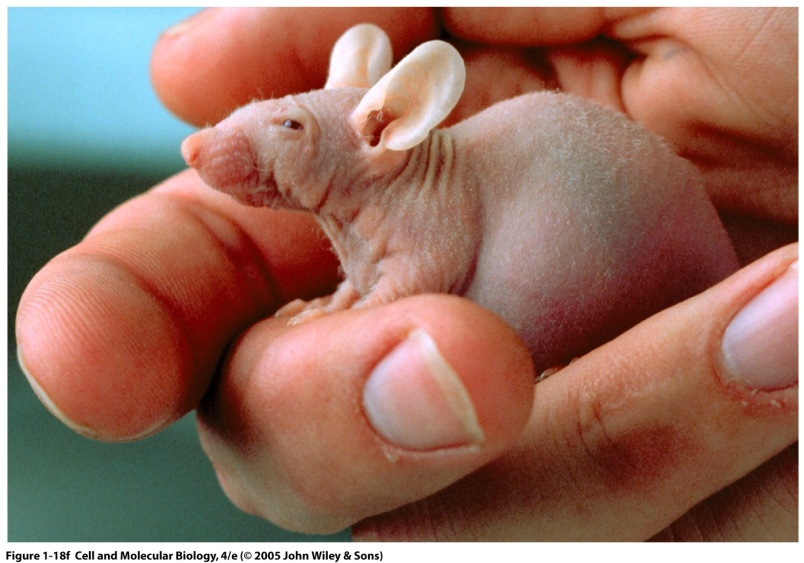 Figure 1-18f Cell and Molecular Biology, 4/e (© 2005 John Wiley & Sons)